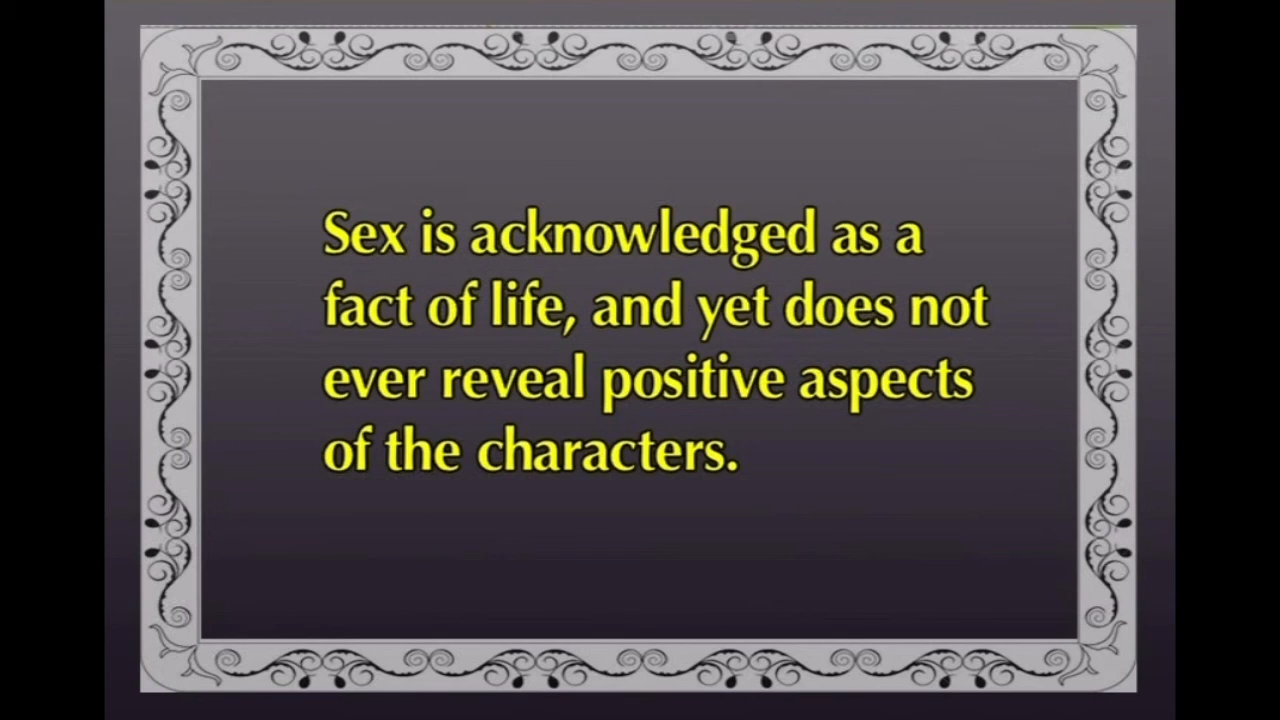 Sex is acknowledged as a
fact of life, and yet does not
ever reveal positive aspects
of the characters.